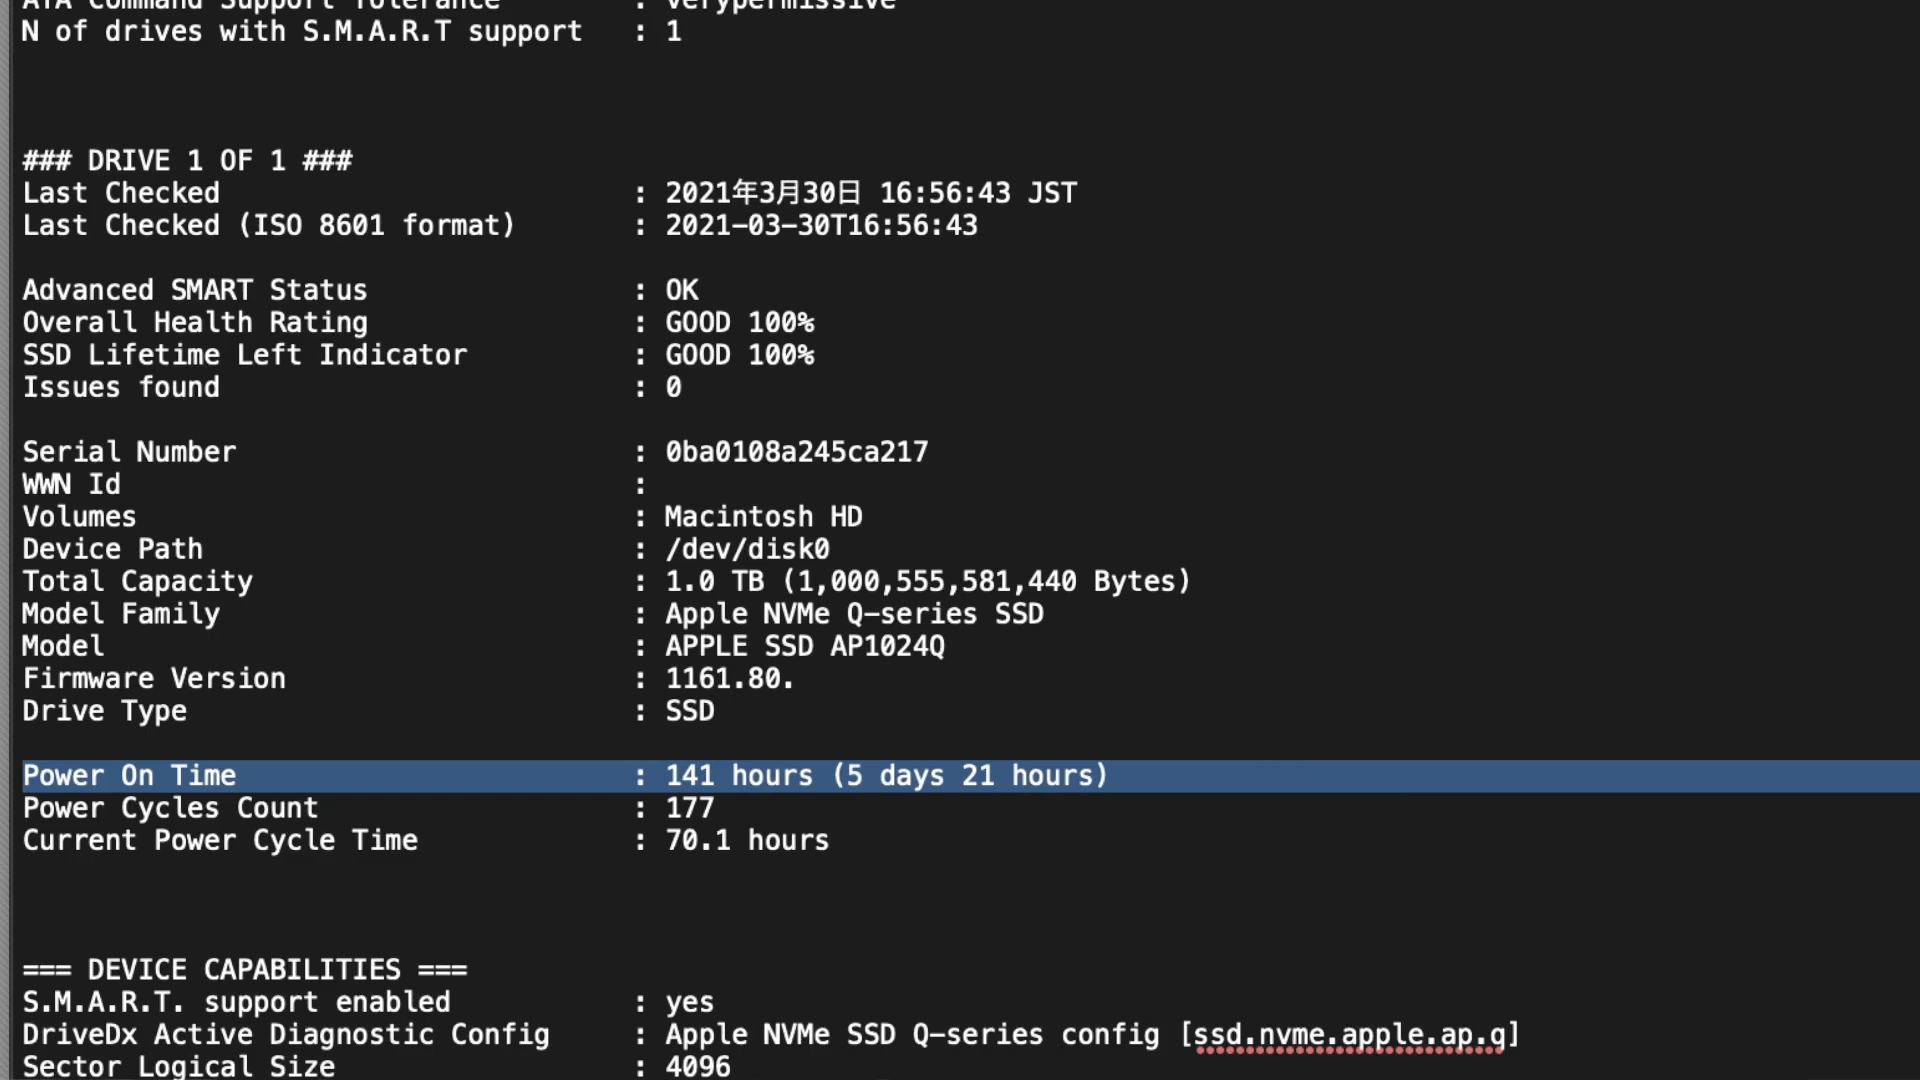 ATA Command Support Tolerance : verypermissive
N of drives with S.M.A.R.T support : 1
### DRIVE 1 OF 1 ###
Last Checked : 2021年3月30日 16:56:43 JST
Last Checked (ISO 8601 format) : 2021-03-30T16:56:43
Advanced SMART Status : OK
Overall Health Rating : GOOD 100%
SSD Lifetime Left Indicator : GOOD 100%
Issues found : 0
Serial Number : 0ba0108a245ca217
WWN Id :
Volumes : Macintosh HD
Device Path : /dev/disk0
Total Capacity : 1.0 TB (1,000,555,581,440 Bytes)
Model Family : Apple NVMe Q-series SSD
Model : APPLE SSD AP1024Q
Firmware Version : 1161.80.
Drive Type : SSD
Power On Time : 141 hours (5 days 21 hours)
Power Cycles Count : 177
Current Power Cycle Time : 70.1 hours
=== DEVICE CAPABILITIES ===
S.M.A.R.T. support enabled : yes
DriveDx Active Diagnostic Config : Apple NVMe SSD Q-series config [ssd.nvme.apple.ap.q]
Sector Logical Size : 4096